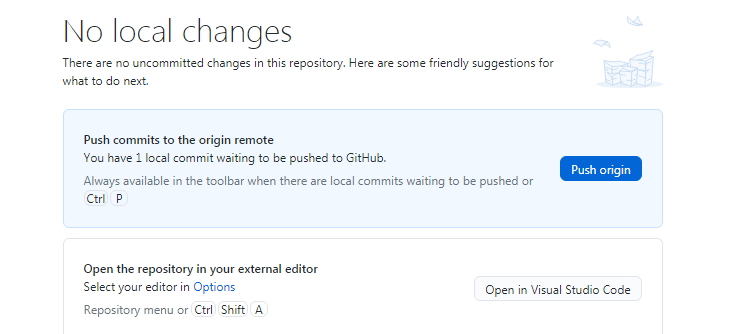 No local changes
There are no uncommitted changes in this repository. Here are some friendly suggestions for
what to do next.
Push commits to the origin remote
You have 1 local commit waiting to be pushed to GitHub.
Always available in the toolbar when there are local commits waiting to be pushed or
Ctrl P
Push origin
Open the repository in your external editor
Select your editor in Options
Repository menu or Ctrl Shift A
Open in Visual Studio Code